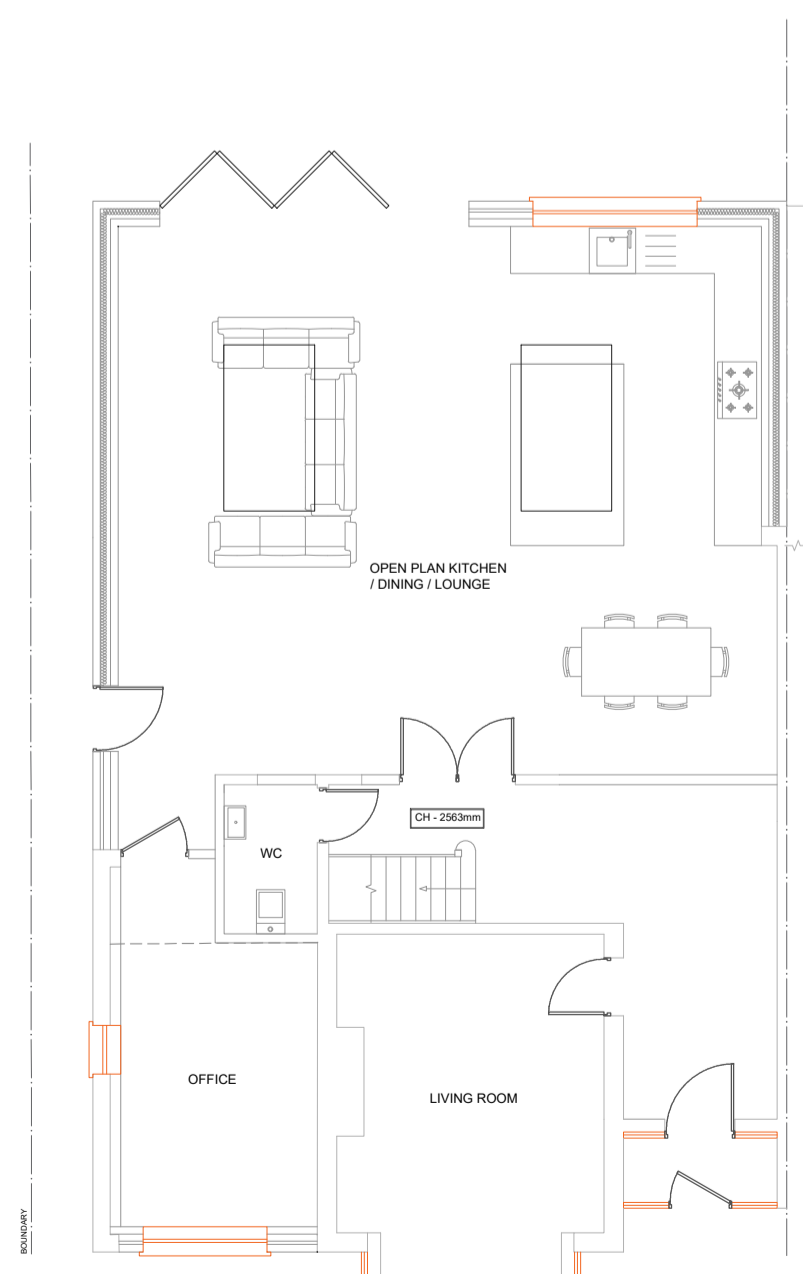 OPEN PLAN KITCHEN
/ DINING / LOUNGE
CH - 2563mm
WC
OFFICE
LIVING ROOM
BOUNDARY